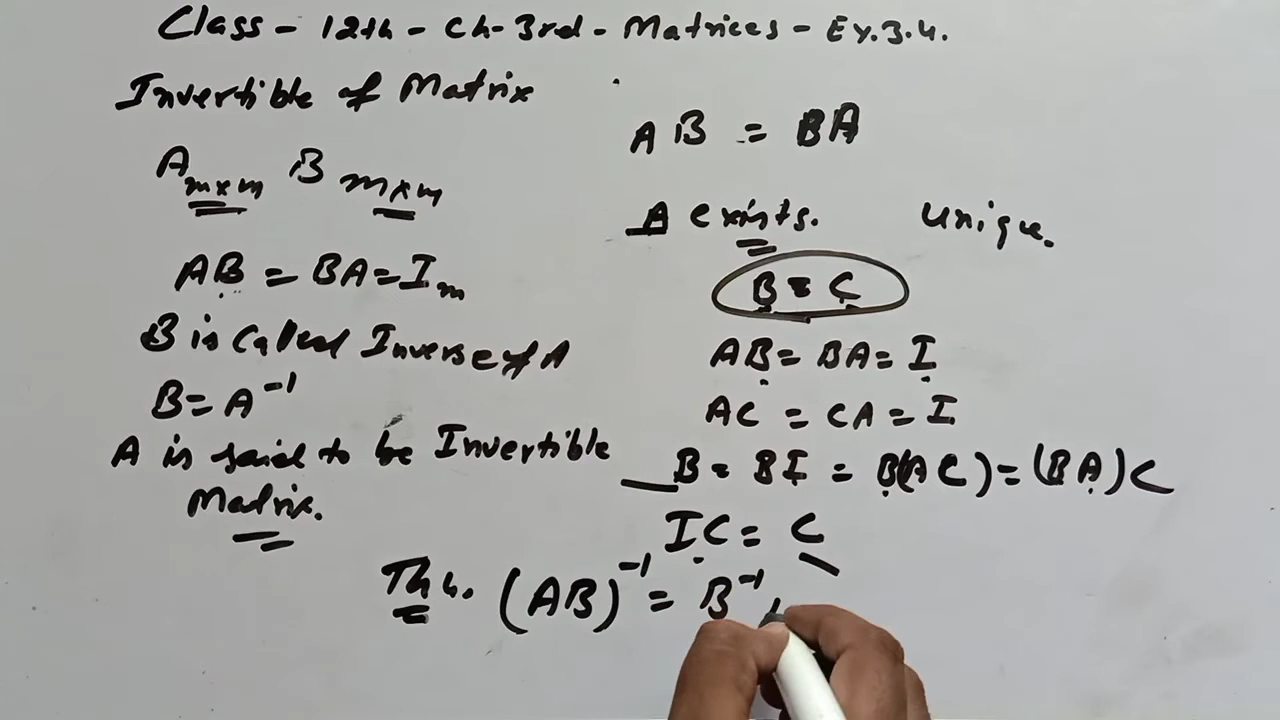 Class - 12th - Ch-3rd - Matrices - Ex.3.4.
Invertible of Matrix
A m×m B m×m
AB = BA = Im
B is Called Inverse of A
B = A⁻¹
A is said to be Invertible
Matrix.
AB = BA
A exists. Unique.
B = C
AB = BA = I
AC = CA = I
B = BI = B(AC) = (BA)C
IC = C
Th 4. (AB)⁻¹ = B⁻¹